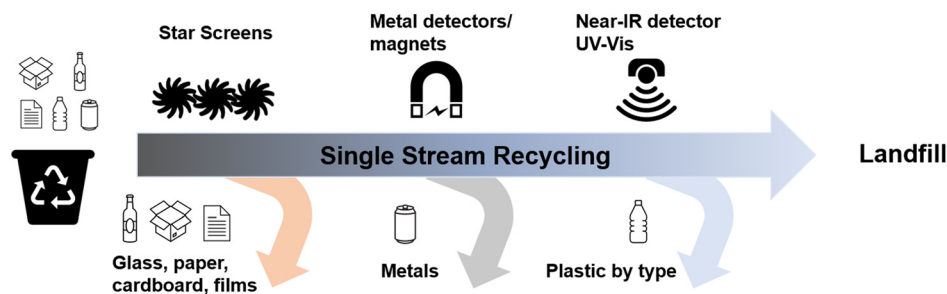 Star Screens
Metal detectors/
magnets
Near-IR detector
UV-Vis
Single Stream Recycling
Landfill
Glass, paper,
cardboard, films
Metals
Plastic by type